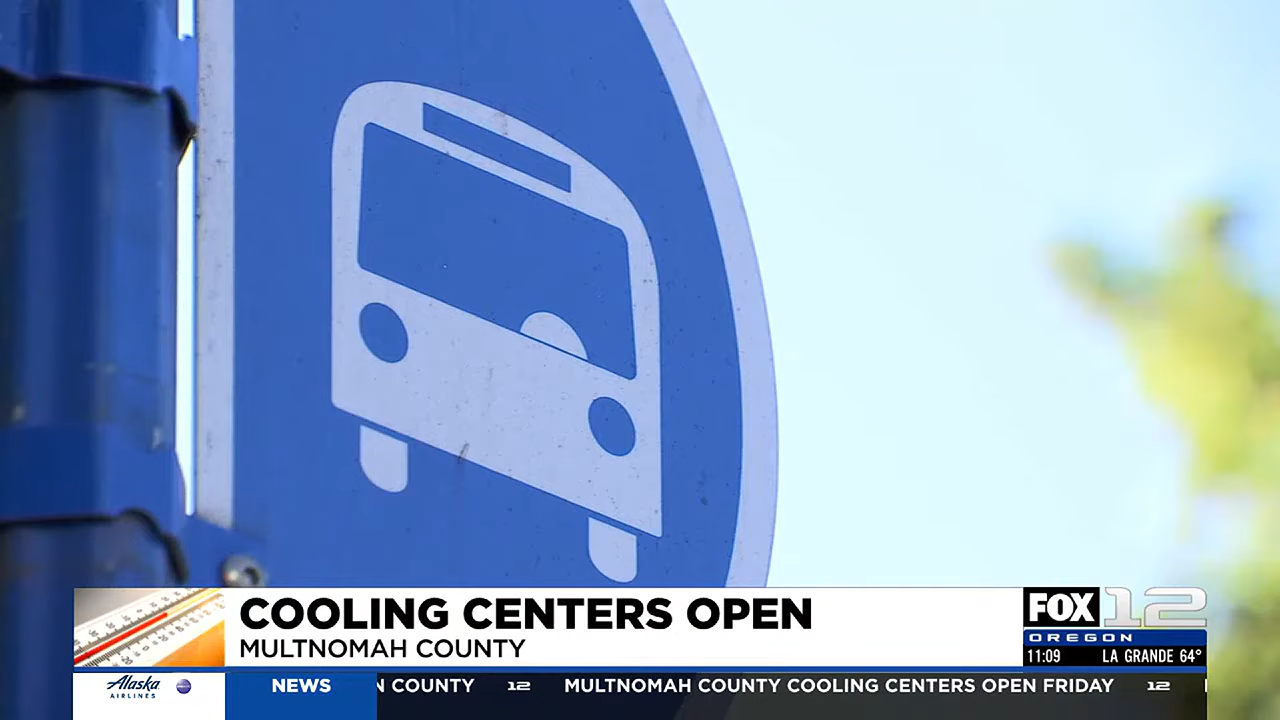 COOLING CENTERS OPEN
MULTNOMAH COUNTY
FOX 12
OREGON
11:09 LA GRANDE 64°
Alaska
AIRLINES
NEWS
N COUNTY 12 MULTNOMAH COUNTY COOLING CENTERS OPEN FRIDAY 12